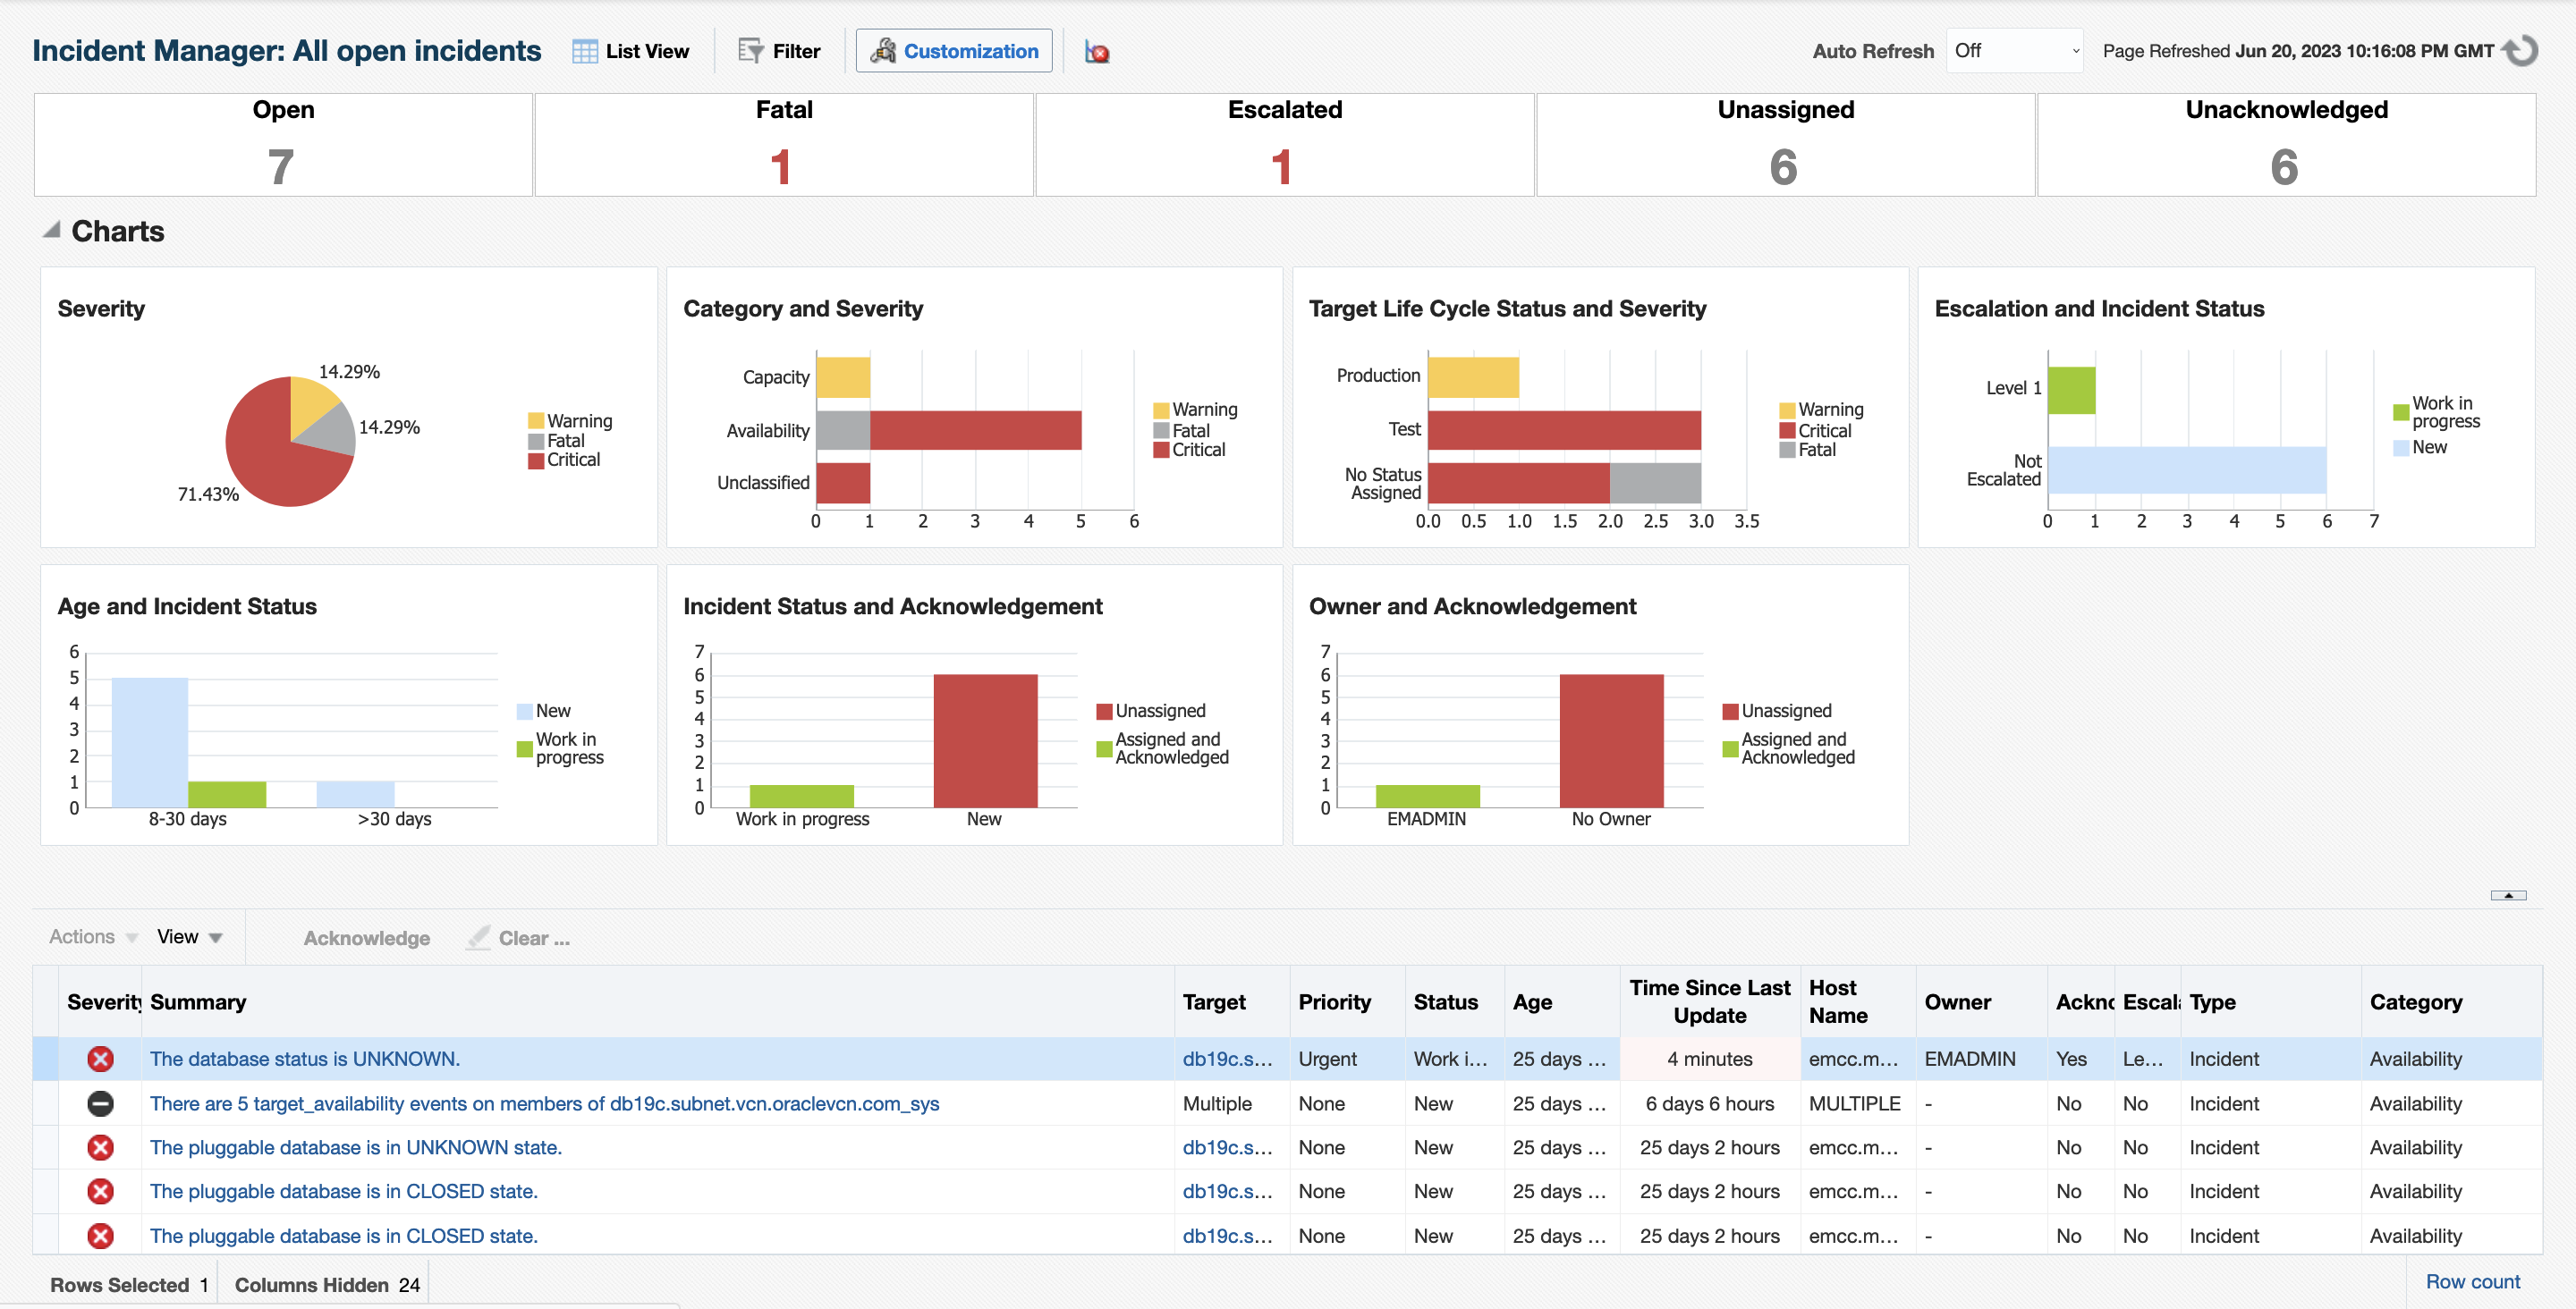 Incident Manager: All open incidents
List View
Filter
Customization
Auto Refresh Off
Page Refreshed Jun 20, 2023 10:16:08 PM GMT
Open
7
Fatal
1
Escalated
1
Unassigned
6
Unacknowledged
6
Charts
Severity
14.29%
14.29%
71.43%
Warning
Fatal
Critical
Category and Severity
Capacity
Availability
Unclassified
0 1 2 3 4 5 6
Warning
Fatal
Critical
Target Life Cycle Status and Severity
Production
Test
No Status
Assigned
0.0 0.5 1.0 1.5 2.0 2.5 3.0 3.5
Warning
Critical
Fatal
Escalation and Incident Status
Level 1
Not
Escalated
0 1 2 3 4 5 6 7
Work in
progress
New
Age and Incident Status
6
5
4
3
2
1
0
8-30 days >30 days
New
Work in
progress
Incident Status and Acknowledgement
7
6
5
4
3
2
1
0
Work in progress New
Unassigned
Assigned and
Acknowledged
Owner and Acknowledgement
7
6
5
4
3
2
1
0
EMADMIN No Owner
Unassigned
Assigned and
Acknowledged
Actions View Acknowledge Clear ...
Severity Summary Target Priority Status Age Time Since Last Update Host Name Owner Ackno Escala Type Category
The database status is UNKNOWN. db19c.s... Urgent Work i... 25 days ... 4 minutes emcc.m... EMADMIN Yes Le... Incident Availability
There are 5 target_availability events on members of db19c.subnet.vcn.oraclevcn.com_sys Multiple None New 25 days ... 6 days 6 hours MULTIPLE - No No Incident Availability
The pluggable database is in UNKNOWN state. db19c.s... None New 25 days ... 25 days 2 hours emcc.m... - No No Incident Availability
The pluggable database is in CLOSED state. db19c.s... None New 25 days ... 25 days 2 hours emcc.m... - No No Incident Availability
The pluggable database is in CLOSED state. db19c.s... None New 25 days ... 25 days 2 hours emcc.m... - No No Incident Availability
Rows Selected 1 Columns Hidden 24 Row count